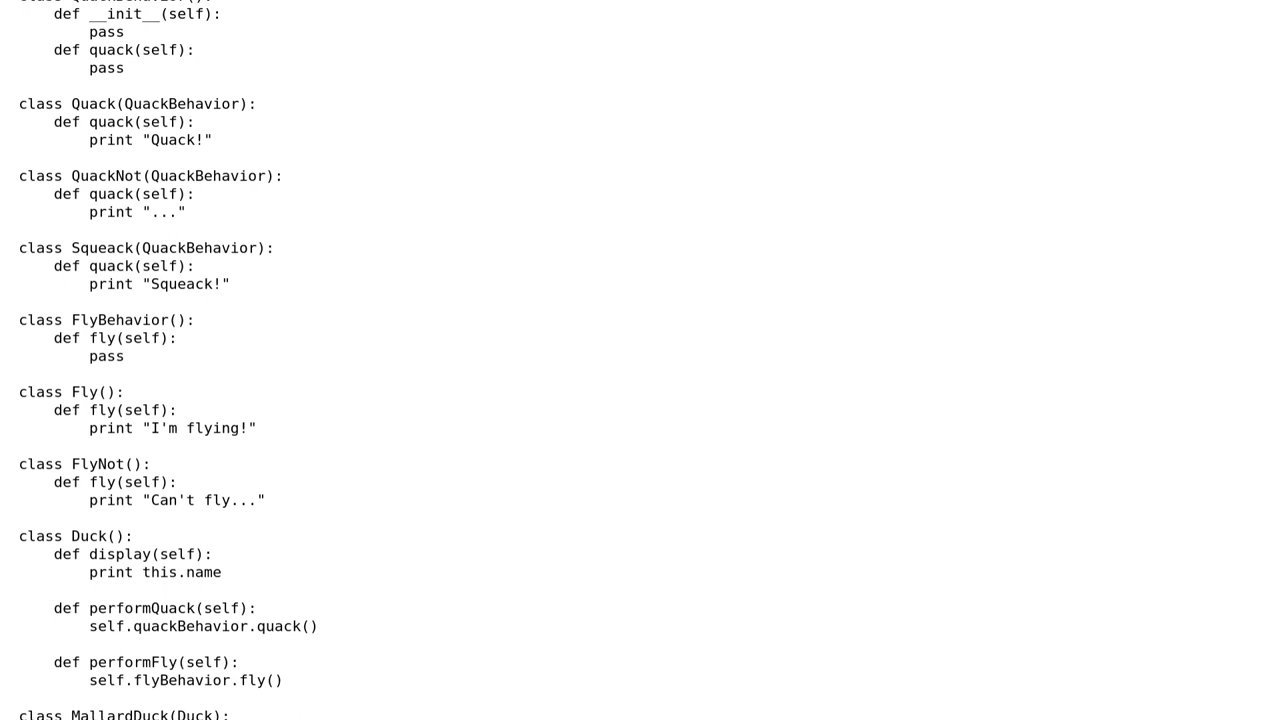 class QuackBehavior():
    def __init__(self):
        pass
    def quack(self):
        pass

class Quack(QuackBehavior):
    def quack(self):
        print "Quack!"

class QuackNot(QuackBehavior):
    def quack(self):
        print "..."

class Squeack(QuackBehavior):
    def quack(self):
        print "Squeack!"

class FlyBehavior():
    def fly(self):
        pass

class Fly():
    def fly(self):
        print "I'm flying!"

class FlyNot():
    def fly(self):
        print "Can't fly..."

class Duck():
    def display(self):
        print this.name

    def performQuack(self):
        self.quackBehavior.quack()

    def performFly(self):
        self.flyBehavior.fly()

class MallardDuck(Duck):